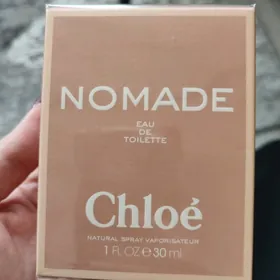 NOMADE
EAU
DE
TOILETTE
Chloé
NATURAL SPRAY VAPORISATEUR
1 FL OZ℮30 ml